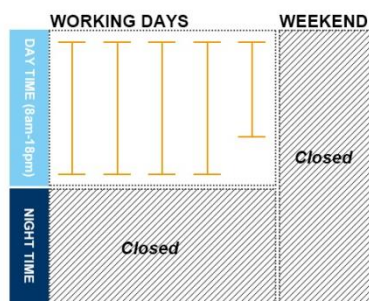 WORKING DAYS
WEEKEND
DAY TIME (8am-18pm)
Closed
NIGHT TIME
Closed